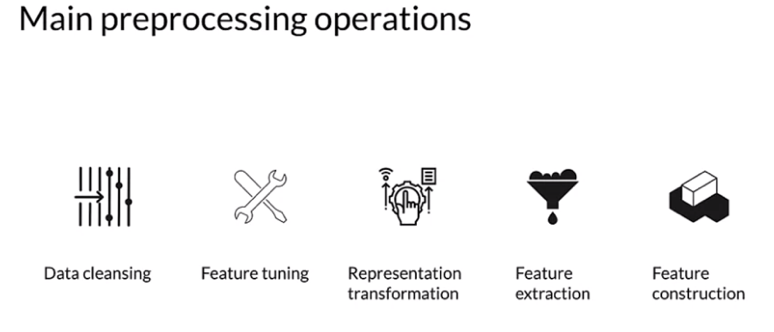 Main preprocessing operations
Data cleansing
Feature tuning
Representation
transformation
Feature
extraction
Feature
construction